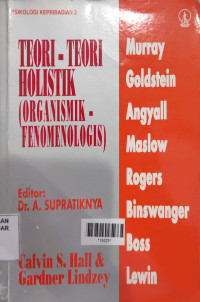 PSIKOLOGI KEPRIBADIAN 2
TEORI - TEORI
HOLISTIK
(ORGANISMIK -
FENOMENOLOGIS)
Murray
Goldstein
Angyall
Maslow
Rogers
Binswanger
Boss
Lewin
Editor:
Dr. A. SUPRATIKNYA
Calvin S. Hall &
Gardner Lindzey